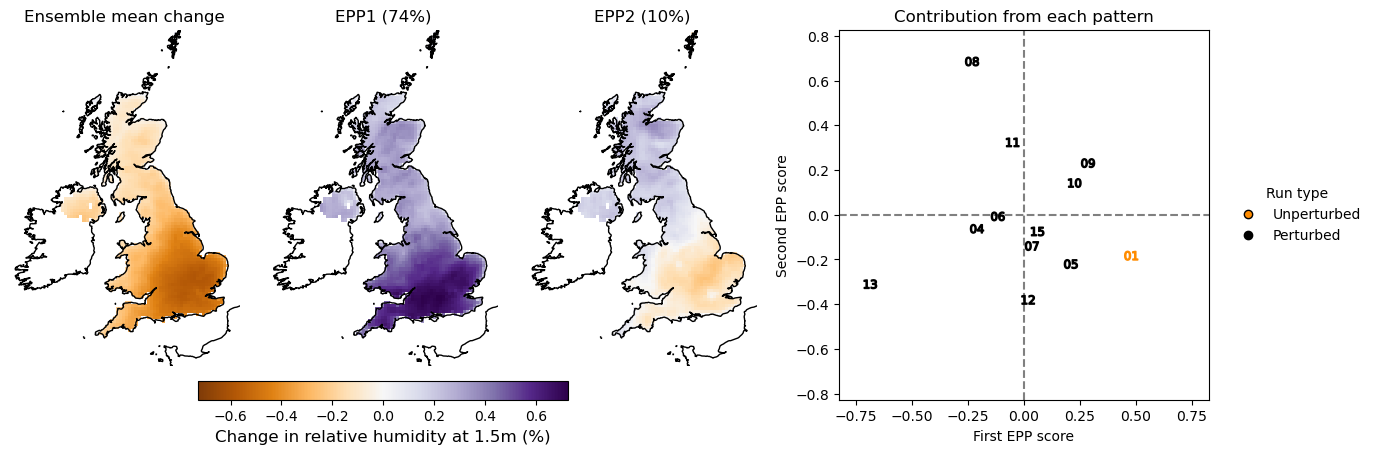 Ensemble mean change
EPP1 (74%)
EPP2 (10%)
−0.6 −0.4 −0.2 0.0 0.2 0.4 0.6
Change in relative humidity at 1.5m (%)
Contribution from each pattern
Second EPP score
0.8
0.6
0.4
0.2
0.0
−0.2
−0.4
−0.6
−0.8
08
11
09
10
06
04
15
07
01
05
13
12
−0.75 −0.50 −0.25 0.00 0.25 0.50 0.75
First EPP score
Run type
Unperturbed
Perturbed